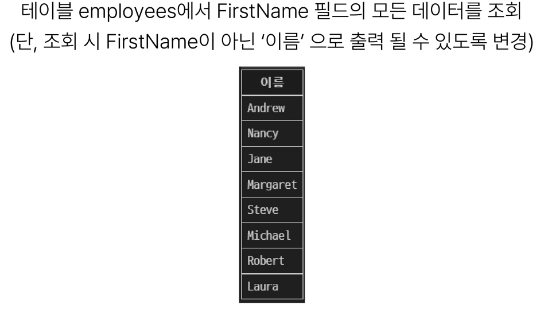 테이블 employees에서 FirstName 필드의 모든 데이터를 조회
(단, 조회 시 FirstName이 아닌 ‘이름’ 으로 출력 될 수 있도록 변경)
이름
Andrew
Nancy
Jane
Margaret
Steve
Michael
Robert
Laura